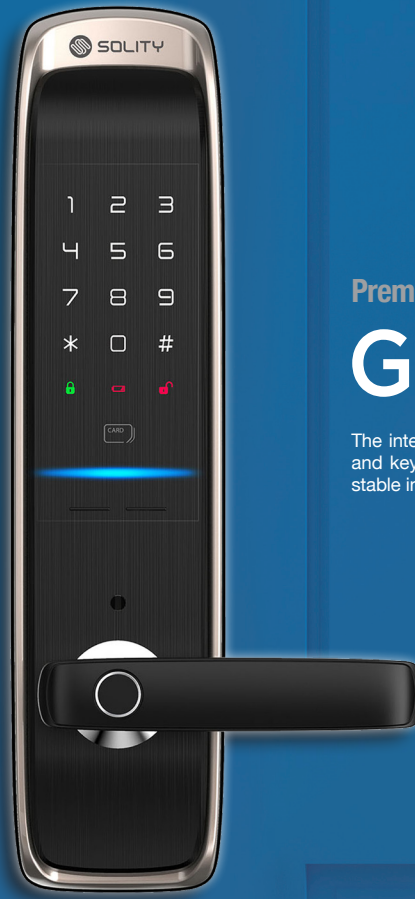 SOLITY
1 2 3
4 5 6
7 8 9
* 0 #
CARD
Prem
G
The inte
and key
stable in